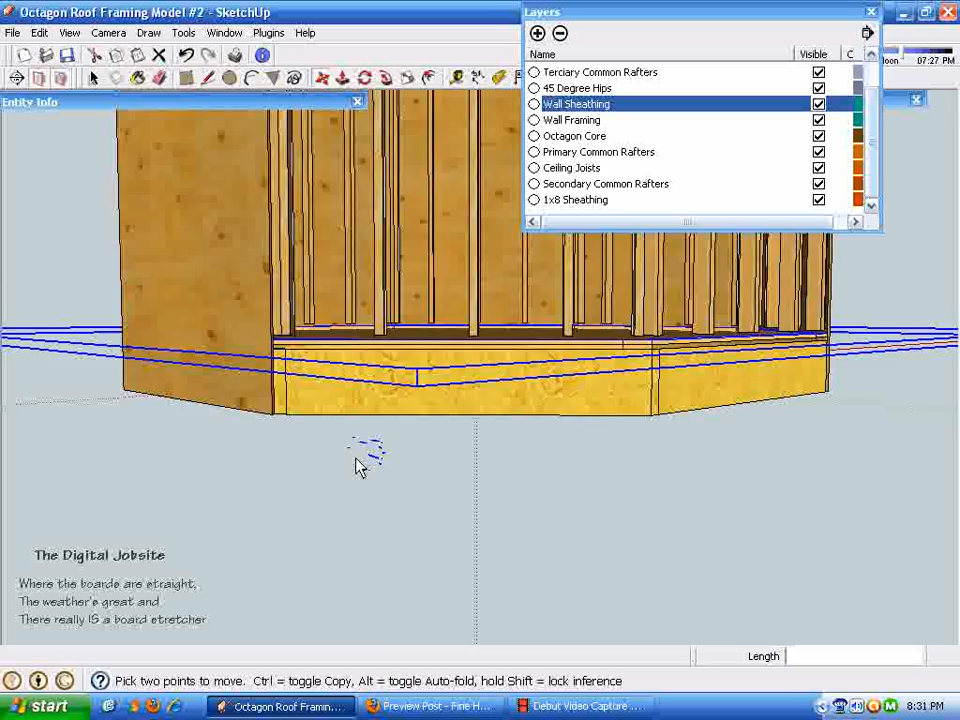 Octagon Roof Framing Model #2 - SketchUp
File Edit View Camera Draw Tools Window Plugins Help
Layers
Name Visible C
Terciary Common Rafters
45 Degree Hips
Wall Sheathing
Wall Framing
Octagon Core
Primary Common Rafters
Ceiling Joists
Secondary Common Rafters
1x8 Sheathing
07:27 PM
Entity Info
The Digital Jobsite
Where the boards are straight,
The weather's great and
There really IS a board stretcher
Length
Pick two points to move. Ctrl = toggle Copy, Alt = toggle Auto-fold, hold Shift = lock inference
start
Octagon Roof Framin...
Preview Post - Fine H...
Debut Video Capture ...
8:31 PM